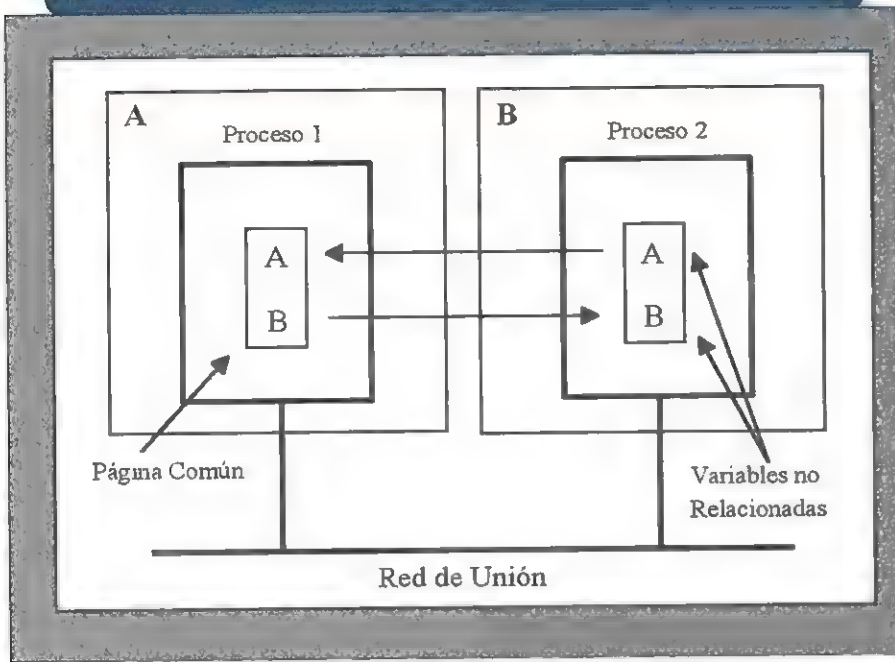 A
Proceso 1
A
B
B
Proceso 2
A
B
Página Común
Variables no
Relacionadas
Red de Unión